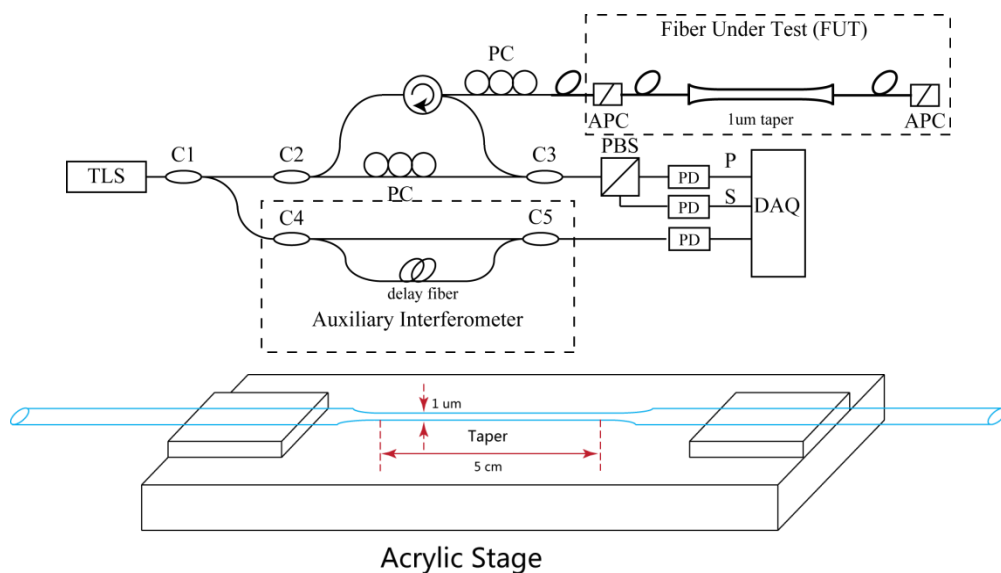 Fiber Under Test (FUT)
PC
APC
1um taper
APC
TLS
C1
C2
PC
C3
PBS
PD
P
PD
S
DAQ
C4
C5
PD
delay fiber
Auxiliary Interferometer
1 um
Taper
5 cm
Acrylic Stage